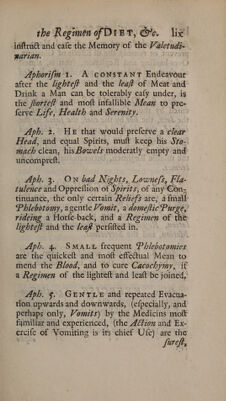 the Regimen of DIET, &c. lix
inſtruct and eaſe the Memory of the Valetudi-
narian.
Aphoriſm 1. A CONSTANT Endeavour
after the lighteſt and the leaſt of Meat and
Drink a Man can be tolerably eaſy under, is
the ſhorteſt and moſt infallible Mean to pre-
ſerve Life, Health and Serenity.
Aph. 2. HE that would preſerve a clear
Head, and equal Spirits, muſt keep his Sto-
mach clean, his Bowels moderatly empty and
uncompreſt.
Aph. 3. On bad Nights, Lowneſs, Fla-
tulence and Oppreſſion of Spirits, of any Con-
tinuance, the only certain Reliefs are, a ſmall
Phlebotomy, a gentle Vomit, a domeſtic Purge,
rideing a Horſe-back, and a Regimen of the
lighteſt and the leaſt perſiſted in.
Aph. 4. SMALL frequent Phlebotomies
are the quickeſt and moſt effectual Mean to
mend the Blood, and to cure Cacochymy, if
a Regimen of the lighteſt and leaſt be joined.
Aph. 5. GENTLE and repeated Evacua-
tion upwards and downwards, (eſpecially, and
perhaps only, Vomits) by the Medicins moſt
familiar and experienced, (the Action and Ex-
erciſe of Vomiting is its chief Uſe) are the
ſureſt,